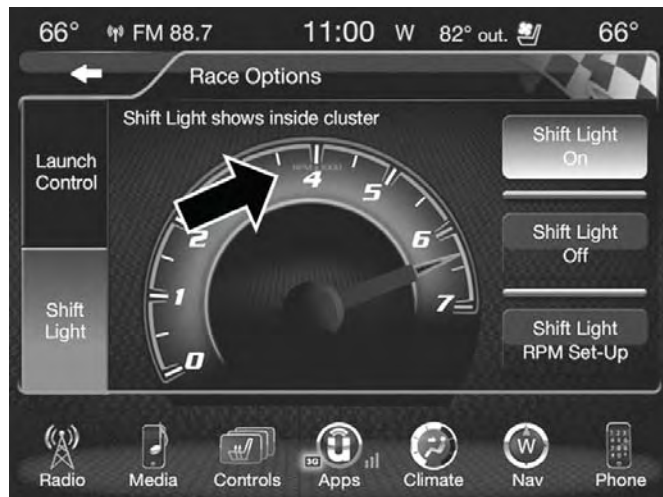 66° FM 88.7 11:00 W 82° out. 66°
Race Options
Shift Light shows inside cluster
Launch
Control
Shift
Light
Shift Light
On
Shift Light
Off
Shift Light
RPM Set-Up
0
1
2
4
5
6
7
3G
W
Radio Media Controls Apps Climate Nav Phone